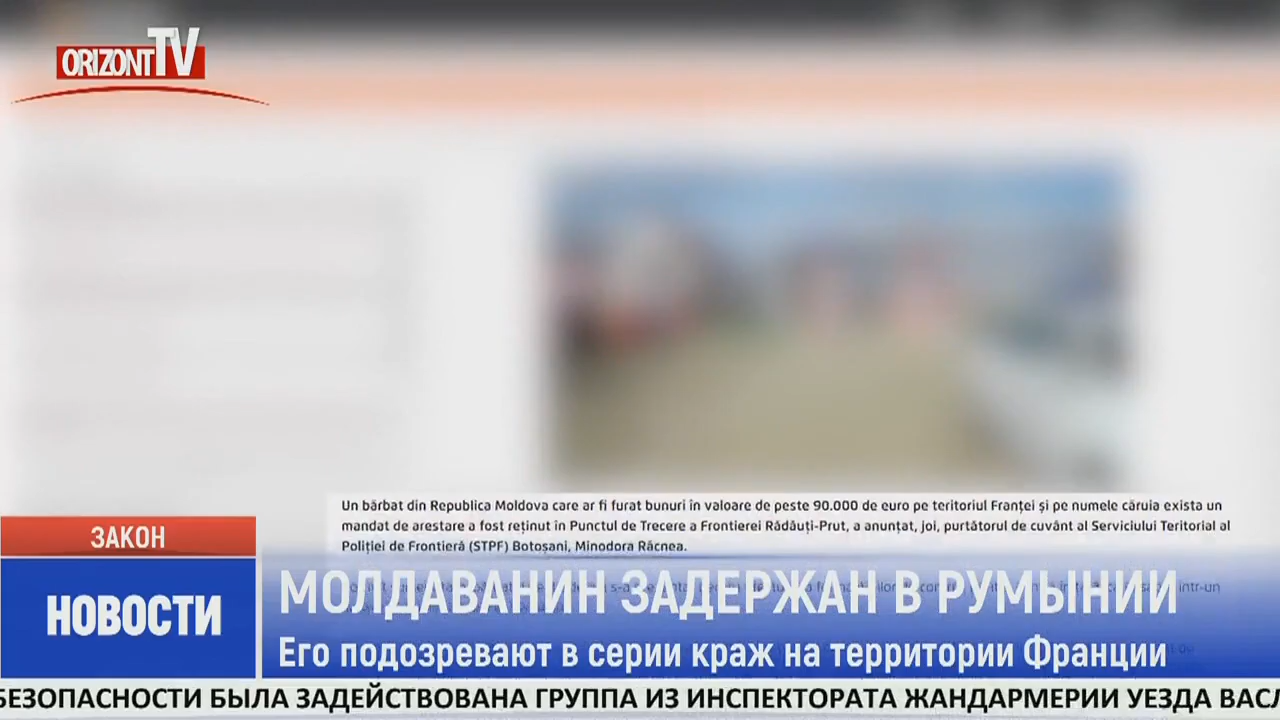 ORIZONT TV
Un bărbat din Republica Moldova care ar fi furat bunuri în valoare de peste 90.000 de euro pe teritoriul Franței și pe numele căruia exista un
mandat de arestare a fost reținut în Punctul de Trecere a Frontierei Rădăuți-Prut, a anunțat, joi, purtătorul de cuvânt al Serviciului Teritorial al
Poliției de Frontieră (STPF) Botoșani, Minodora Răcnea.
ЗАКОН
НОВОСТИ
МОЛДАВАНИН ЗАДЕРЖАН В РУМЫНИИ
Его подозревают в серии краж на территории Франции
БЕЗОПАСНОСТИ БЫЛА ЗАДЕЙСТВОВАНА ГРУППА ИЗ ИНСПЕКТОРАТА ЖАНДАРМЕРИИ УЕЗДА ВАСЛ